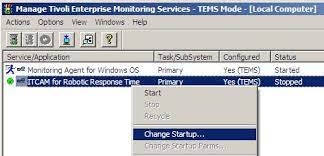 Manage Tivoli Enterprise Monitoring Services - TEMS Mode - [Local Computer]
Actions Options View Windows Help
Service/Application Task/SubSystem Configured Status
Monitoring Agent for Windows OS Primary Yes (TEMS) Started
ITCAM for Robotic Response Time Primary Yes (TEMS) Stopped
Start
Stop
Recycle
Change Startup...
Change Startup Parms...